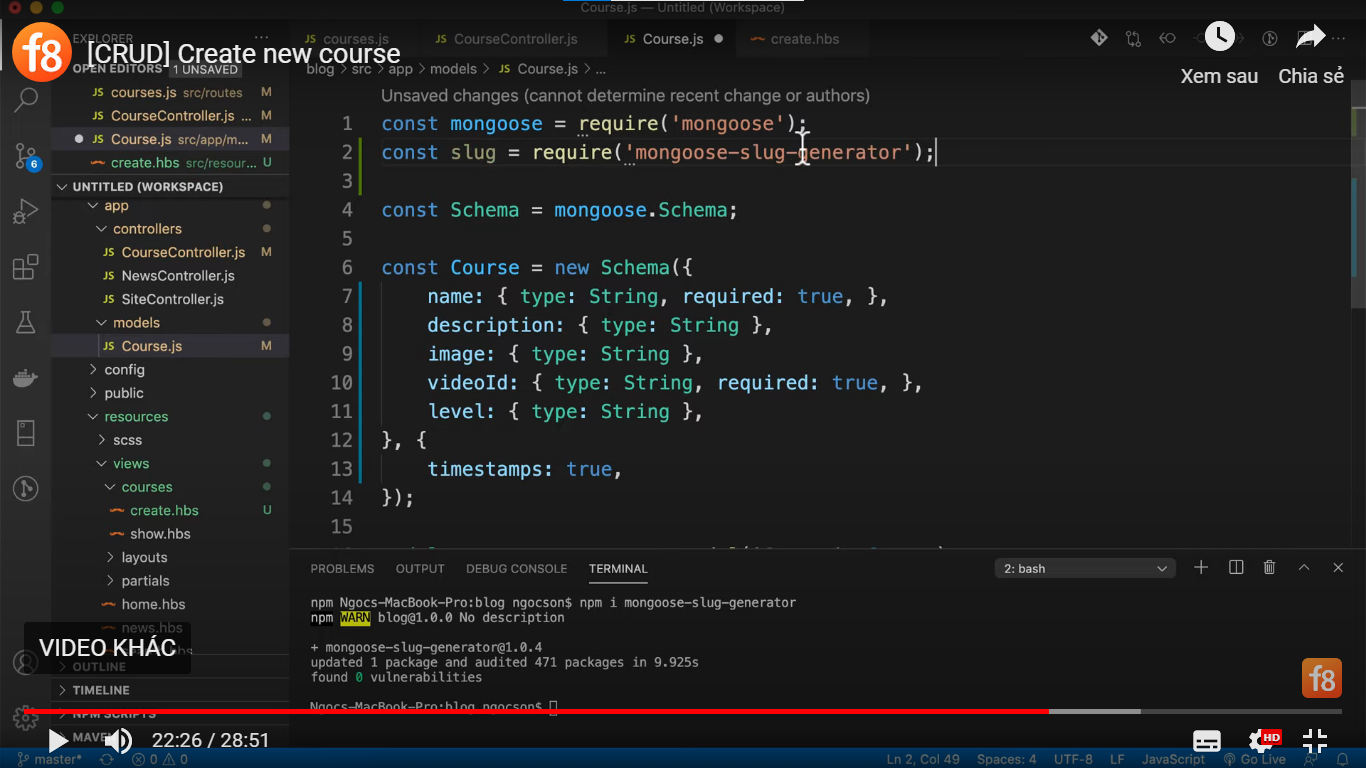 Course.js — Untitled (Workspace)
EXPLORER
f8
[CRUD] Create new course
Xem sau
Chia sẻ
JS courses.js
JS CourseController.js
JS Course.js
create.hbs
OPEN EDITORS
1 UNSAVED
blog > src > app > models > JS Course.js > ...
JS courses.js src/routes M
JS CourseController.js ... M
JS Course.js src/app/m... M
create.hbs src/resour... U
6
UNTITLED (WORKSPACE)
app
controllers
JS CourseController.js M
JS NewsController.js
JS SiteController.js
models
JS Course.js M
config
public
resources
scss
views
courses
create.hbs U
show.hbs
layouts
partials
home.hbs
news.hbs
VIDEO KHÁC
OUTLINE
TIMELINE
NPM SCRIPTS
MAVEN
Unsaved changes (cannot determine recent change or authors)
1 const mongoose = require('mongoose');
2 const slug = require('mongoose-slug-generator');
3
4 const Schema = mongoose.Schema;
5
6 const Course = new Schema({
7 name: { type: String, required: true, },
8 description: { type: String },
9 image: { type: String },
10 videoId: { type: String, required: true, },
11 level: { type: String },
12 }, {
13 timestamps: true,
14 });
15
PROBLEMS OUTPUT DEBUG CONSOLE TERMINAL
2: bash
npm Ngocs-MacBook-Pro:blog ngocson$ npm i mongoose-slug-generator
npm WARN blog@1.0.0 No description
+ mongoose-slug-generator@1.0.4
updated 1 package and audited 471 packages in 9.925s
found 0 vulnerabilities
Ngocs-MacBook-Pro:blog ngocson$
f8
22:26 / 28:51
HD
master*
0 0
Ln 2, Col 49 Spaces: 4 UTF-8 LF JavaScript Go Live